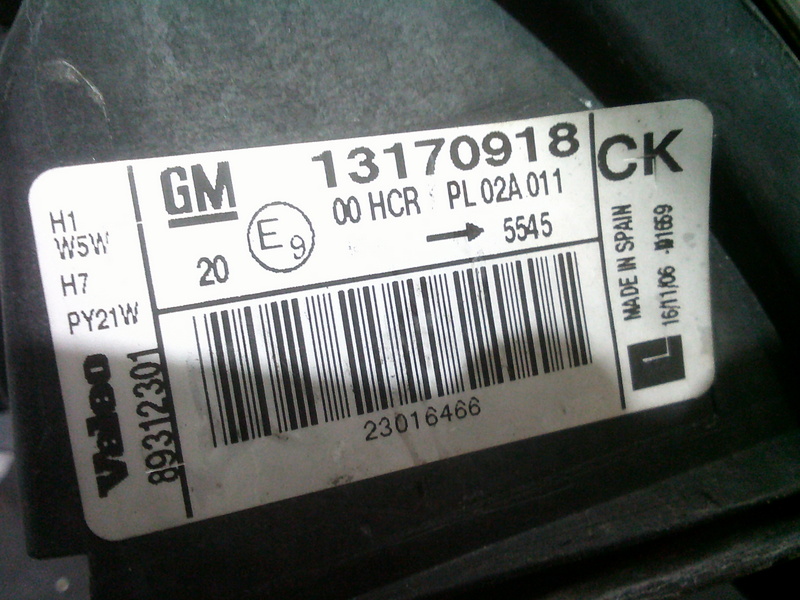 GM
13170918
CK
00 HCR PL 02A 011
E9
20
→ 5545
H1
W5W
H7
PY21W
Valeo
89312301
23016466
MADE IN SPAIN
16/11/06
L